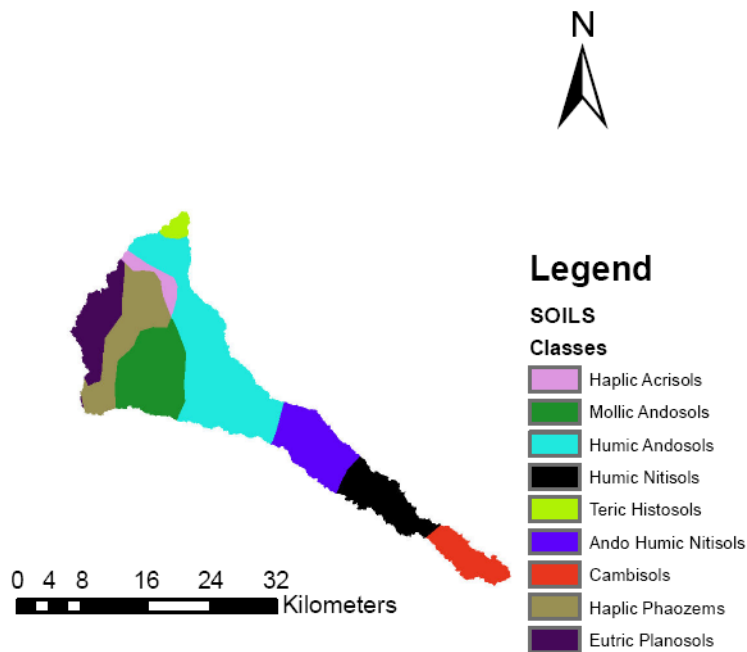 N
Legend
SOILS
Classes
Haplic Acrisols
Mollic Andosols
Humic Andosols
Humic Nitisols
Teric Histosols
Ando Humic Nitisols
Cambisols
Haplic Phaozems
Eutric Planosols
0 4 8 16 24 32
Kilometers